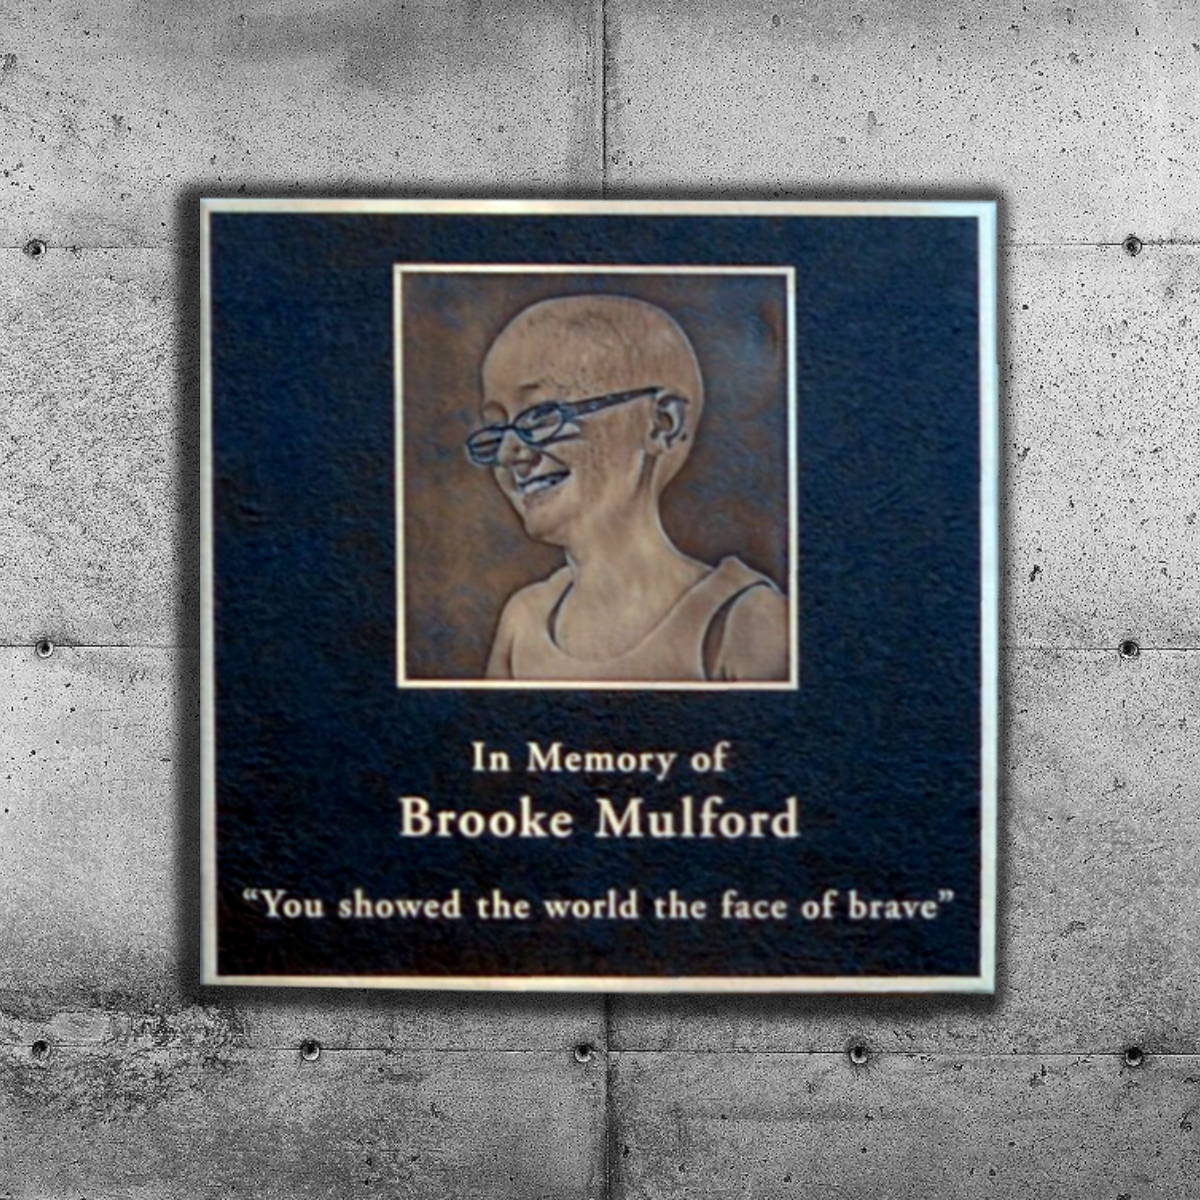 In Memory of
Brooke Mulford
“You showed the world the face of brave”